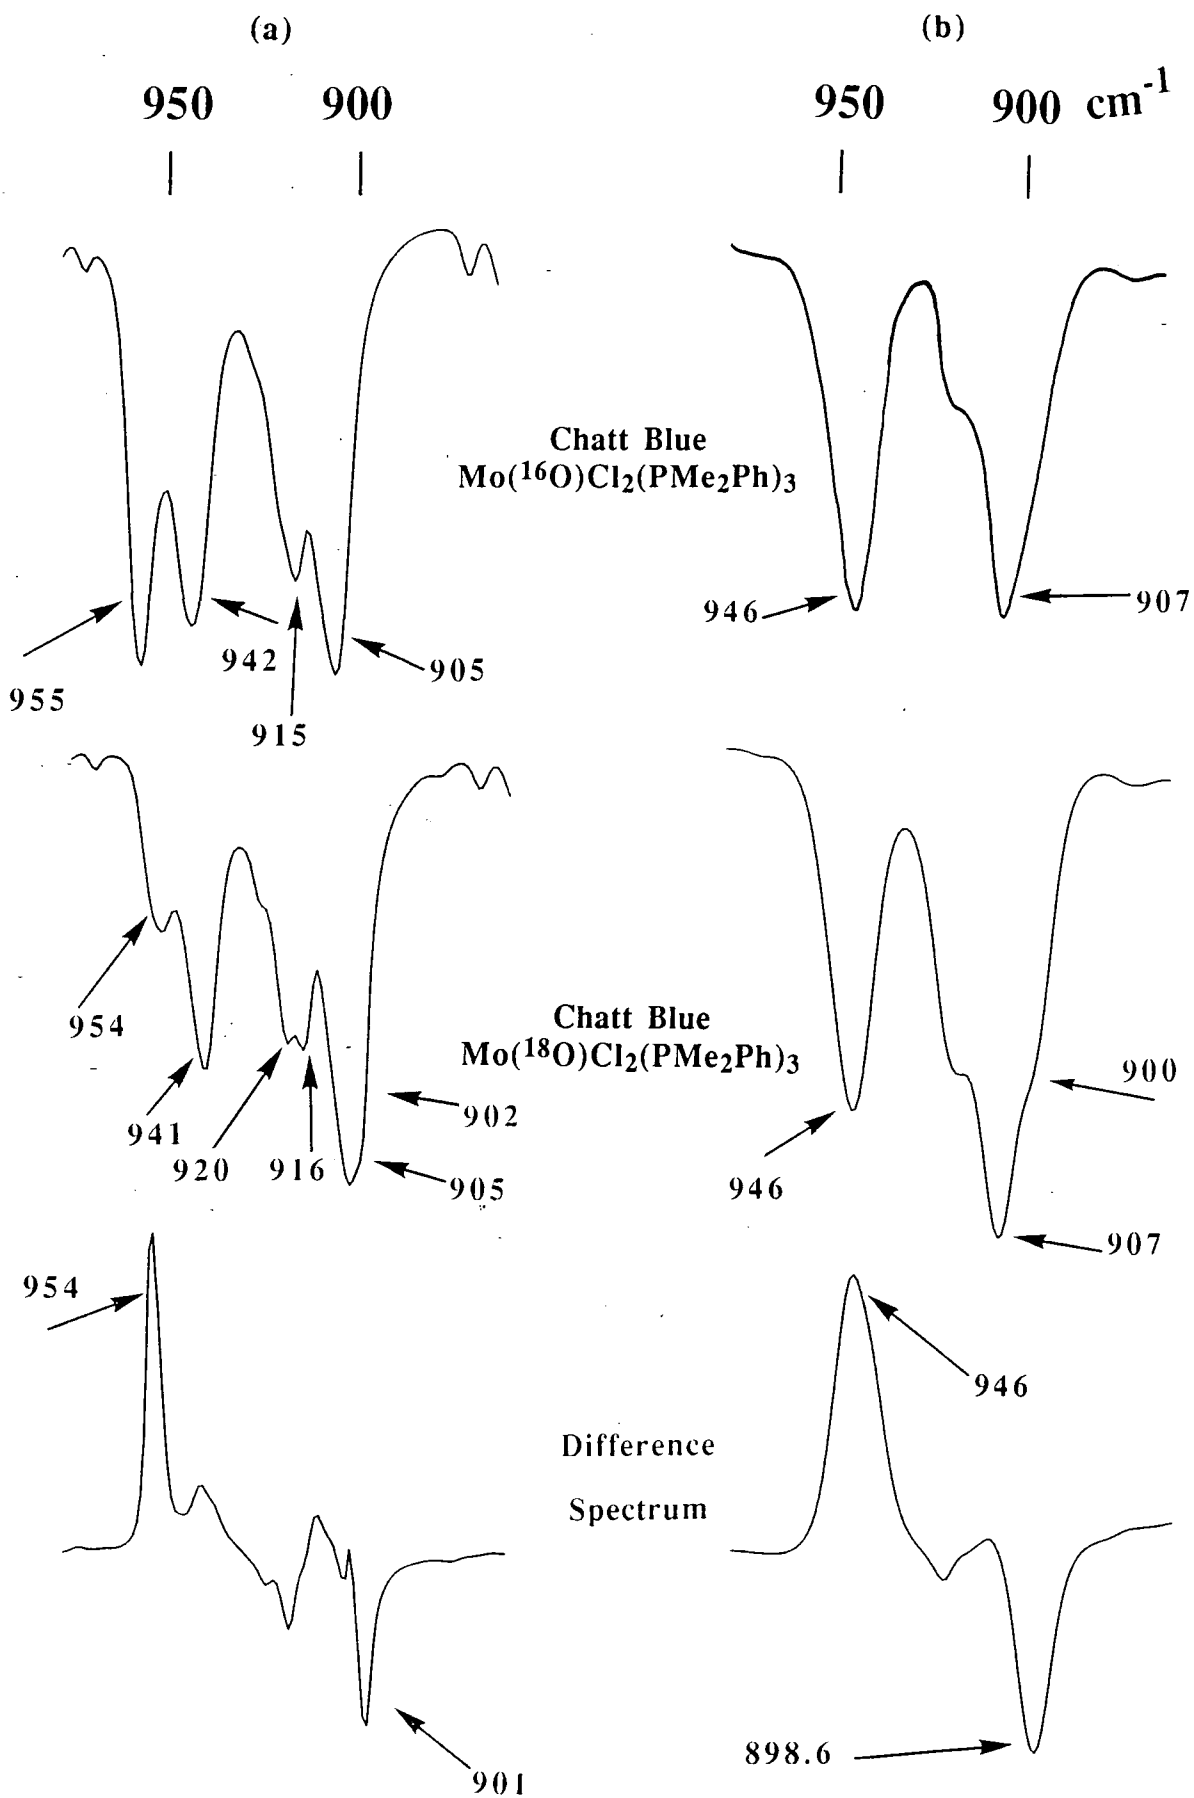 (a) (b)
950 900 950 900 cm⁻¹
Chatt Blue
Mo(¹⁶O)Cl₂(PMe₂Ph)₃
955
942
915
905
946
907
Chatt Blue
Mo(¹⁸O)Cl₂(PMe₂Ph)₃
954
941
920
916
902
905
946
900
907
954
946
Difference
Spectrum
901
898.6